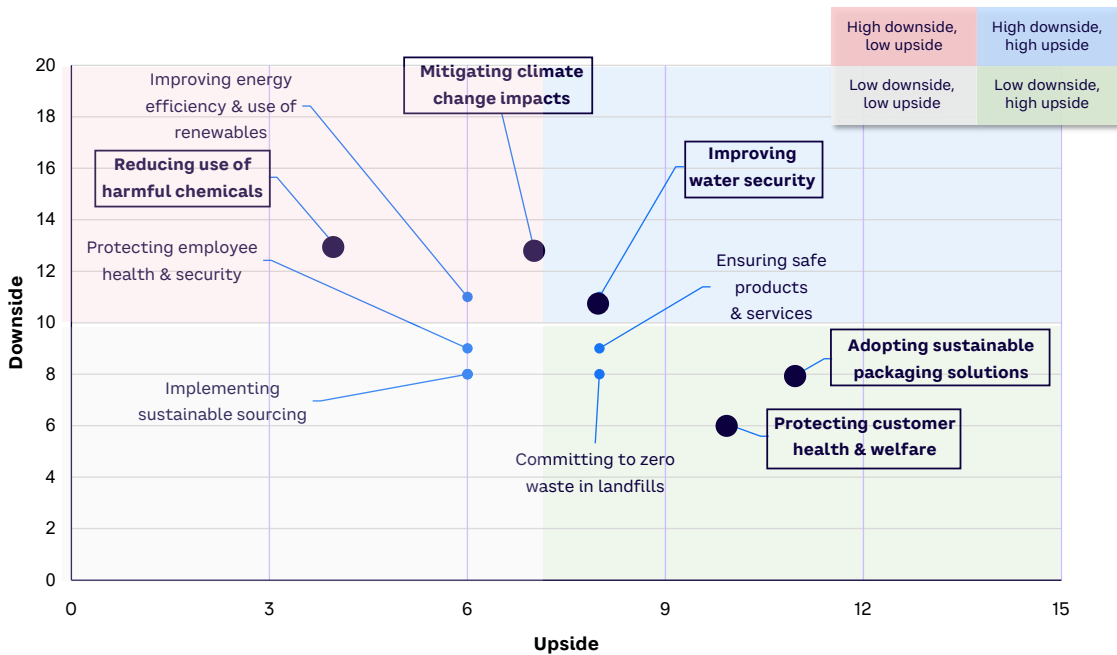 High downside,
low upside
High downside,
high upside
Low downside,
low upside
Low downside,
high upside
Downside
20
18
16
14
12
10
8
6
4
2
0
Improving energy
efficiency & use of
renewables
Mitigating climate
change impacts
Reducing use of
harmful chemicals
Improving
water security
Protecting employee
health & security
Ensuring safe
products
& services
Adopting sustainable
packaging solutions
Implementing
sustainable sourcing
Protecting customer
health & welfare
Committing to zero
waste in landfills
0
3
6
9
12
15
Upside